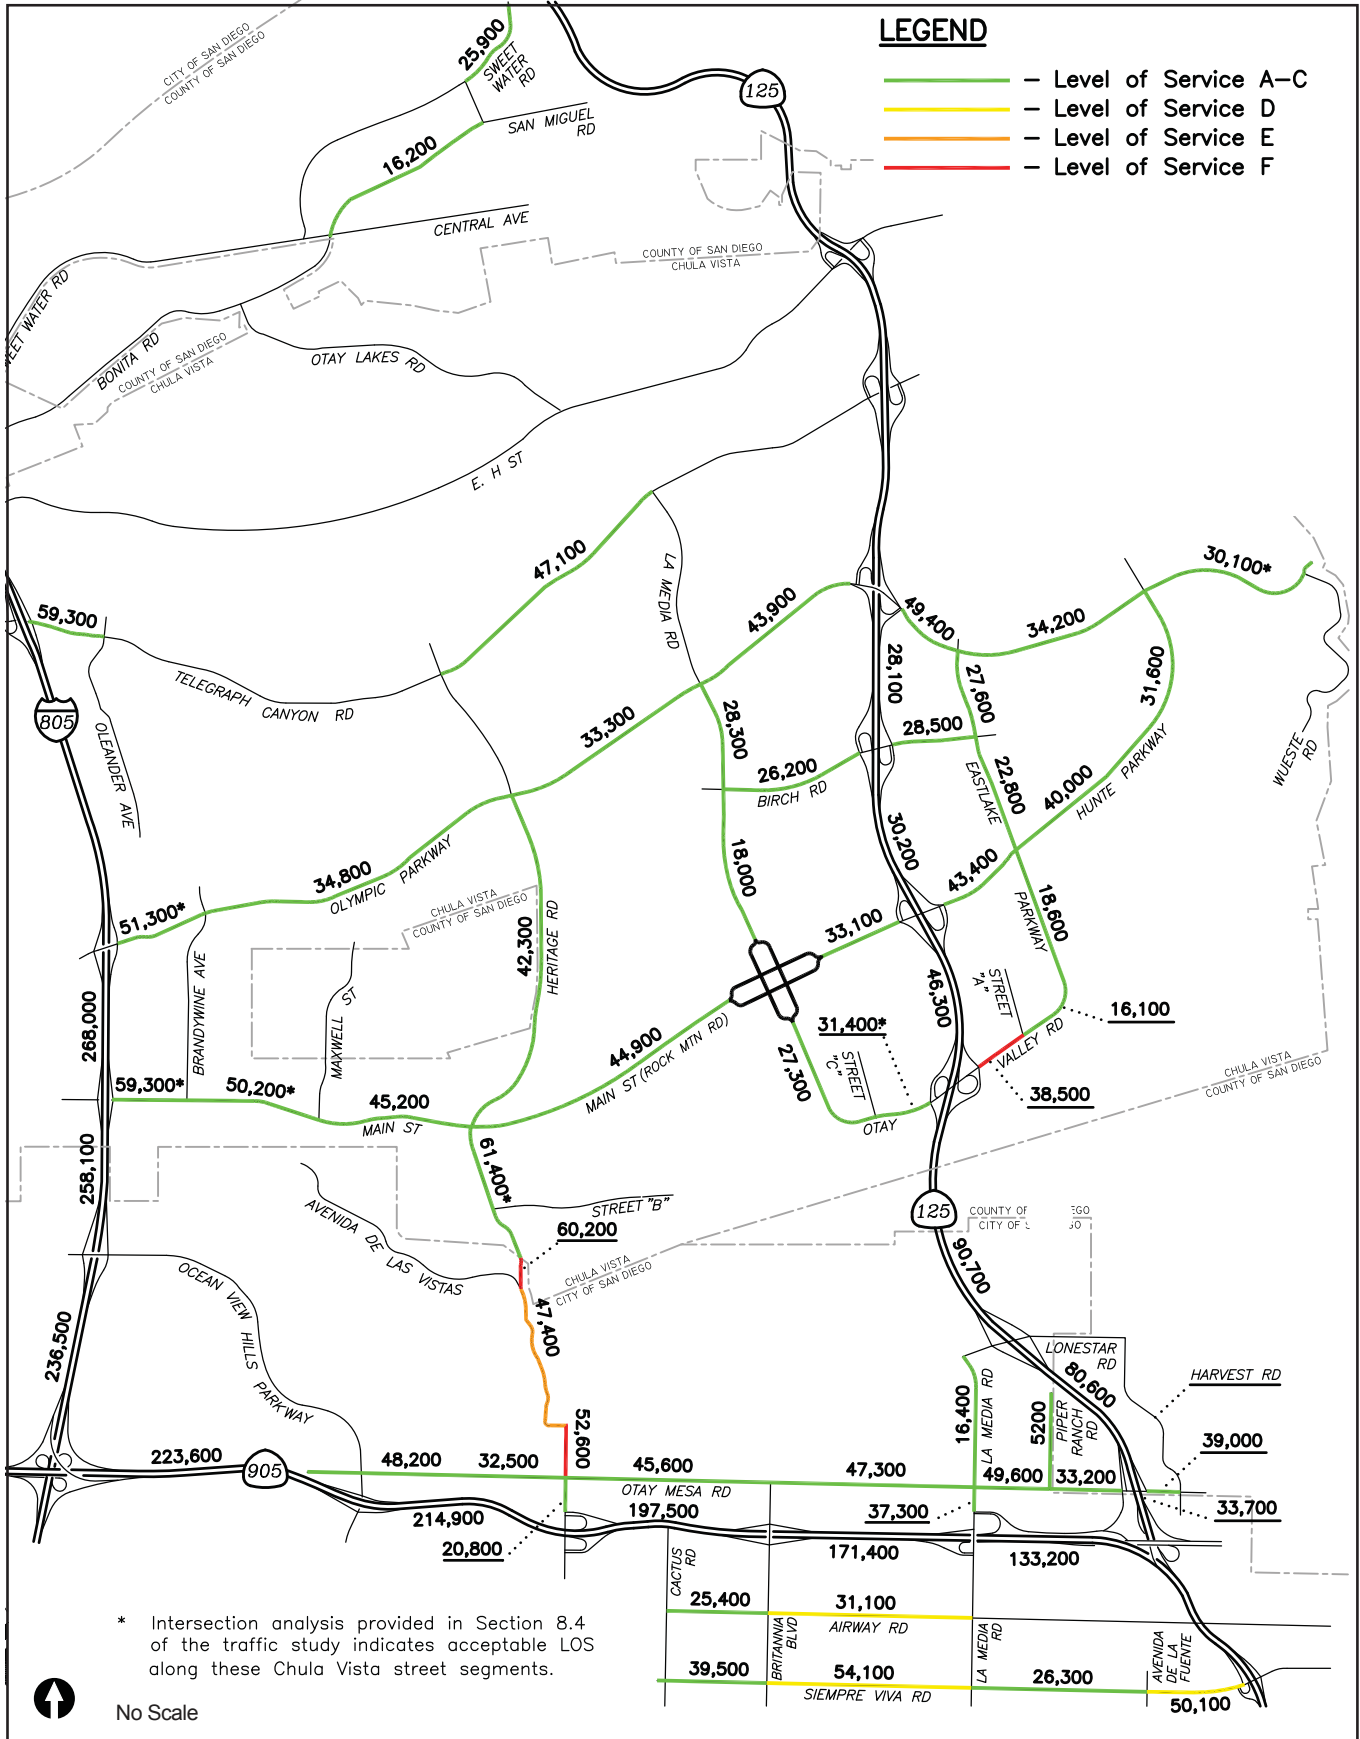 LEGEND
– Level of Service A–C
– Level of Service D
– Level of Service E
– Level of Service F
CITY OF SAN DIEGO
COUNTY OF SAN DIEGO
25,900
SWEET
WATER
RD
125
SAN MIGUEL
RD
16,200
CENTRAL AVE
COUNTY OF SAN DIEGO
CHULA VISTA
WATER RD
BONITA RD
COUNTY OF SAN DIEGO
CHULA VISTA
OTAY LAKES RD
E. H ST
47,100
LA MEDIA RD
30,100*
43,900
49,400
34,200
59,300
TELEGRAPH CANYON RD
805
OLEANDER AVE
28,100
27,600
31,600
33,300
28,300
28,500
26,200
BIRCH RD
EASTLAKE
22,800
40,000
HUNTE PARKWAY
WUESTE
RD
30,200
18,000
34,800
OLYMPIC PARKWAY
43,400
51,300*
CHULA VISTA
COUNTY OF SAN DIEGO
42,300
HERITAGE RD
33,100
PARKWAY
18,600
268,000
BRANDYWINE AVE
MAXWELL ST
46,300
STREET
"A"
16,100
31,400*
44,900
MAIN ST (ROCK MTN RD)
27,300
STREET
"C"
VALLEY RD
59,300*
50,200*
45,200
MAIN ST
OTAY
38,500
CHULA VISTA
COUNTY OF SAN DIEGO
258,100
61,400*
STREET "B"
60,200
AVENIDA DE LAS VISTAS
125
COUNTY OF
EGO
CITY OF
CHULA VISTA
CITY OF SAN DIEGO
90,700
OCEAN VIEW HILLS PARKWAY
47,400
236,500
LONESTAR
RD
80,600
HARVEST RD
16,400
LA MEDIA RD
5200
PIPER
RANCH
RD
52,600
39,000
223,600
905
48,200
32,500
45,600
47,300
49,600
33,200
OTAY MESA RD
214,900
197,500
37,300
33,700
20,800
171,400
133,200
CACTUS
RD
25,400
31,100
AIRWAY RD
BRITANNIA
BLVD
LA MEDIA
RD
AVENIDA
DE LA
FUENTE
39,500
54,100
26,300
SIEMPRE VIVA RD
50,100
* Intersection analysis provided in Section 8.4
of the traffic study indicates acceptable LOS
along these Chula Vista street segments.
No Scale